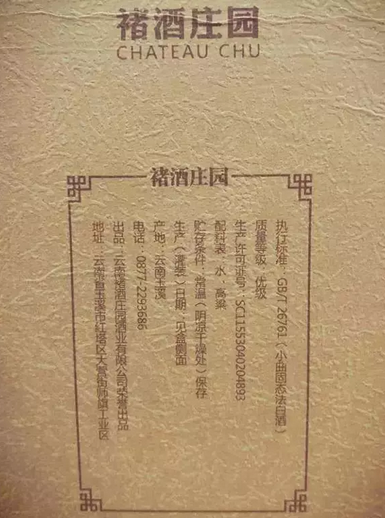 褚酒庄园
CHATEAU CHU
褚酒庄园
执行标准：GB/T 26761（小曲固态法白酒）
质量等级：优级
生产许可证号：SC11553040204893
配料表：水、高粱
贮存条件：常温（阴凉干燥处）保存
生产（灌装）日期：见盒侧面
产地：云南玉溪
电话：0877-2293686
出品：云南褚酒庄园酒业有限公司荣誉出品
地址：云南省玉溪市红塔区大营街师旗工业区